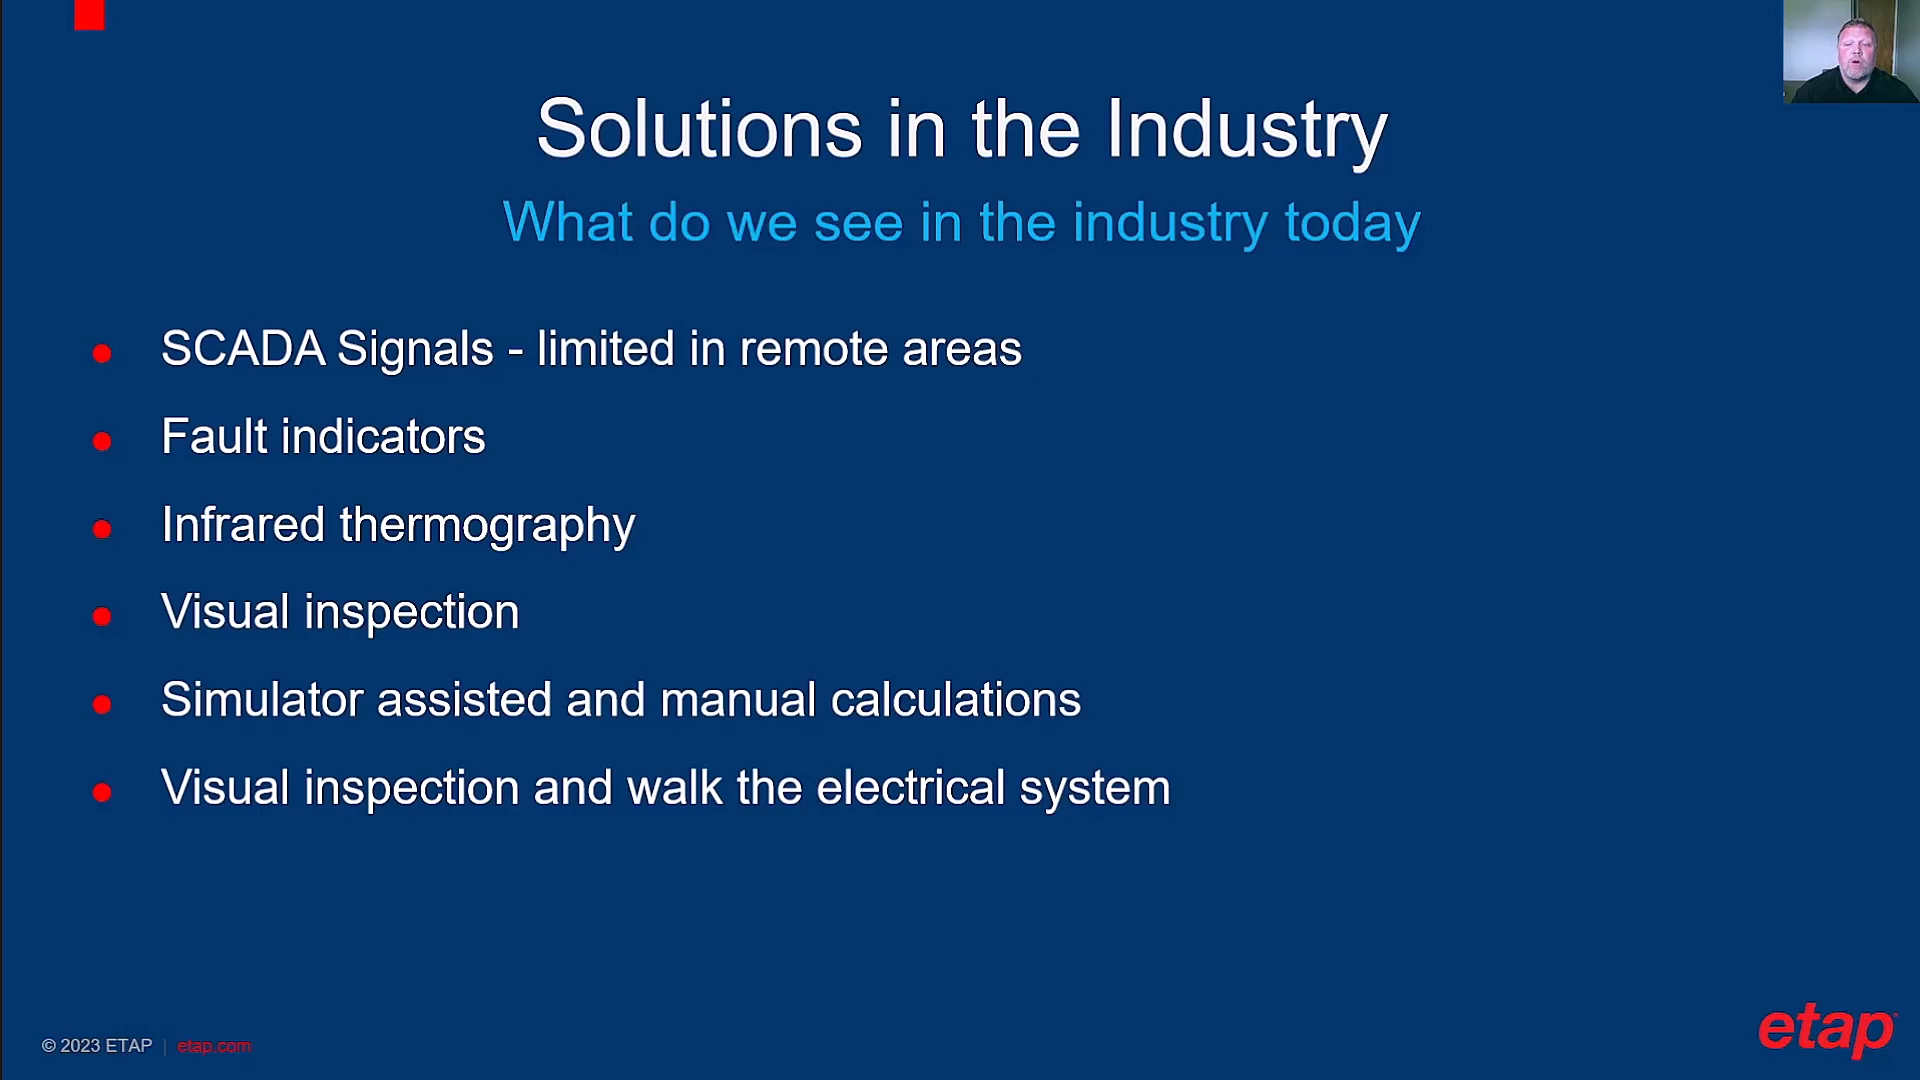 Solutions in the Industry
What do we see in the industry today
SCADA Signals - limited in remote areas
Fault indicators
Infrared thermography
Visual inspection
Simulator assisted and manual calculations
Visual inspection and walk the electrical system
© 2023 ETAP | etap.com
etap